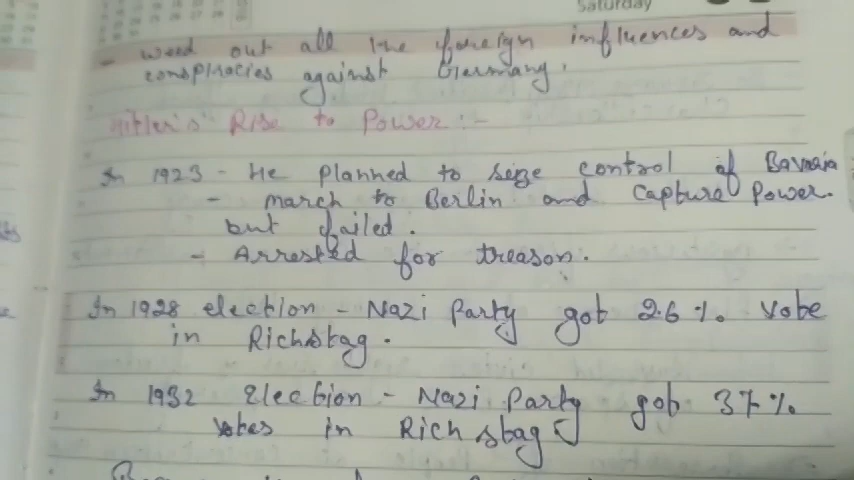 Saturday
- weed out all the foreign influences and
conspiracies against Germany.
Hitler's Rise to Power :-
In 1923 - He planned to seize control of Bavaria
- march to Berlin and capture power.
but failed.
- Arrested for treason.
In 1928 election - Nazi Party got 2.6 %. vote
in Richstag.
In 1932 Election - Nazi Party got 37 %.
votes in Richstag